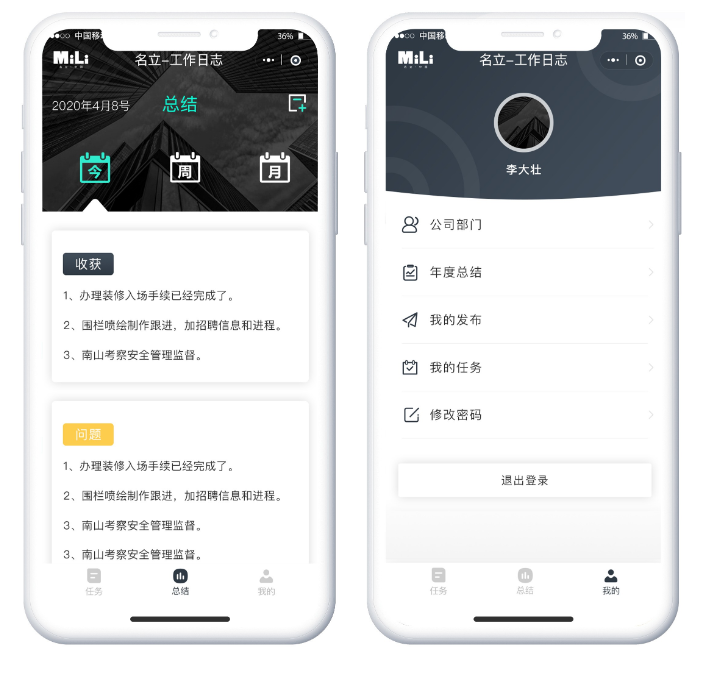 中国移
36%
MiLi
名立-工作日志
2020年4月8号
总结
今
周
月
收获
1、办理装修入场手续已经完成了。
2、围栏喷绘制作跟进，加招聘信息和进程。
3、南山考察安全管理监督。
问题
1、办理装修入场手续已经完成了。
2、围栏喷绘制作跟进，加招聘信息和进程。
3、南山考察安全管理监督。
3、南山考察安全管理监督。
任务
总结
我的
中国移
36%
MiLi
名立-工作日志
李大壮
公司部门
年度总结
我的发布
我的任务
修改密码
退出登录
任务
总结
我的